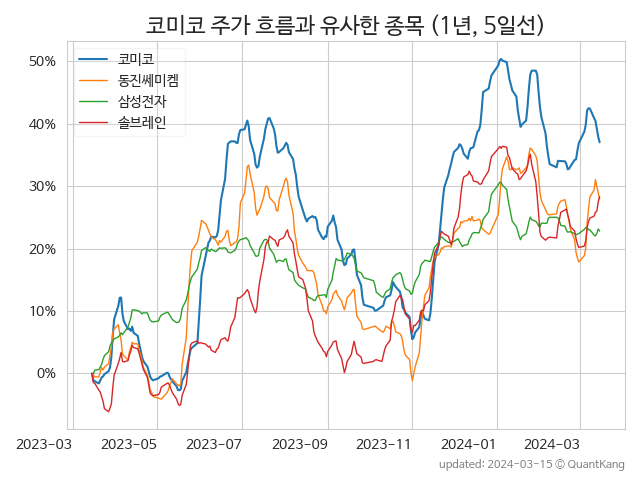 코미코 주가 흐름과 유사한 종목 (1년, 5일선)
코미코
동진쎄미켐
삼성전자
솔브레인
50%
40%
30%
20%
10%
0%
2023-03 2023-05 2023-07 2023-09 2023-11 2024-01 2024-03
updated: 2024-03-15 © QuantKang